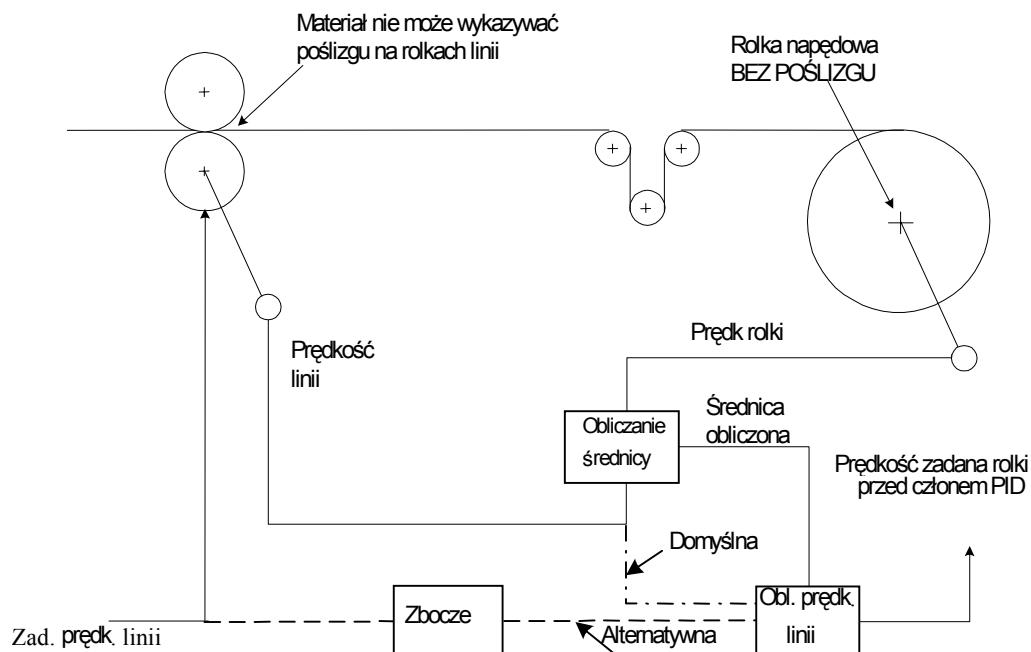 Materiał nie może wykazywać
poślizgu na rolkach linii
Rolka napędowa
BEZ POŚLIZGU
Prędkość
linii
Prędk rolki
Obliczanie
średnicy
Średnica
obliczona
Prędkość zadana rolki
przed członem PID
Domyślna
Zad. prędk. linii
Zbocze
Alternatywna
Obl. prędk.
linii